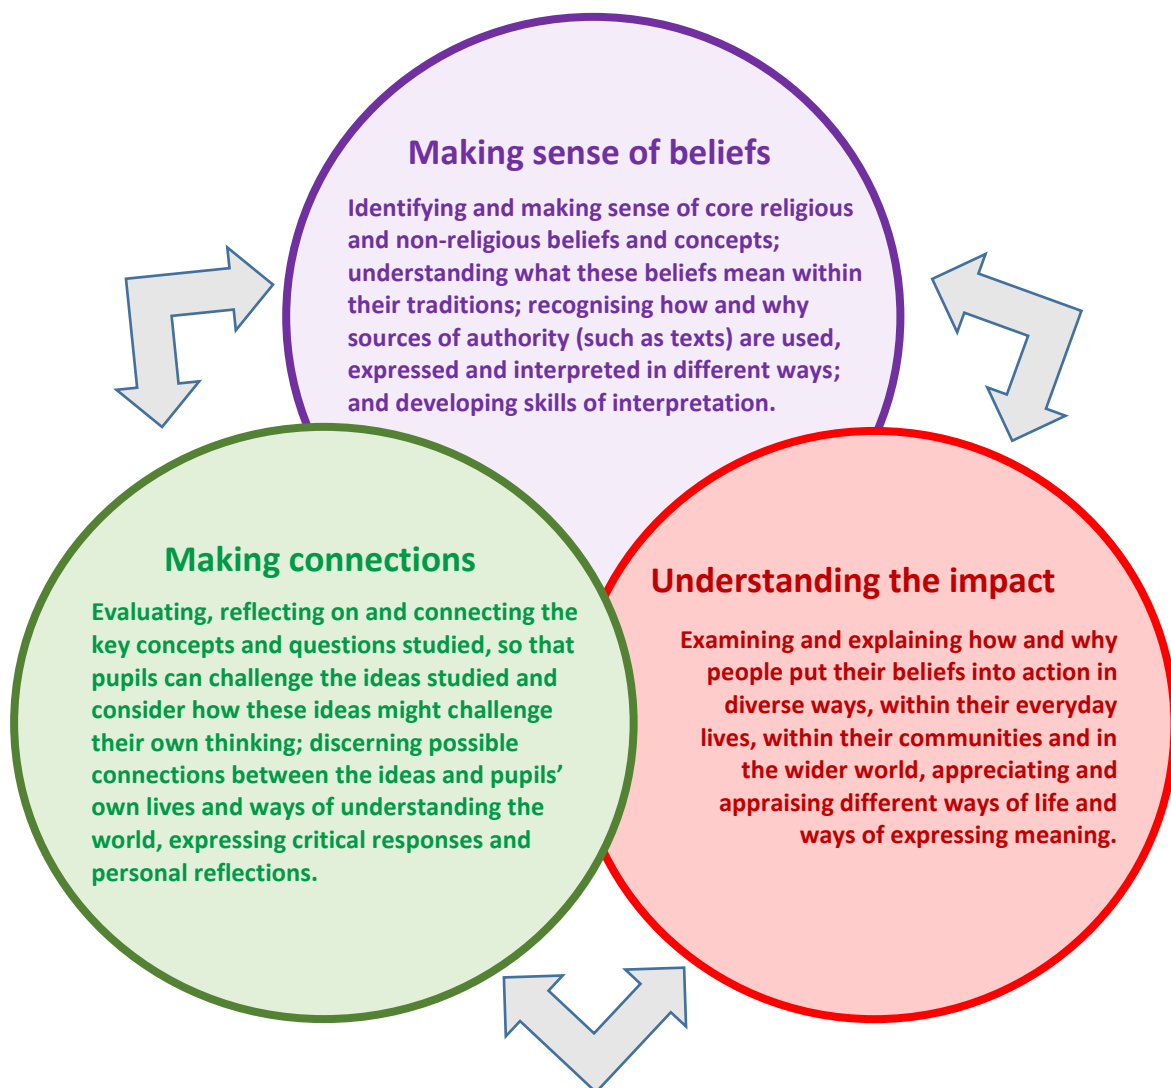 Making sense of beliefs
Identifying and making sense of core religious
and non-religious beliefs and concepts;
understanding what these beliefs mean within
their traditions; recognising how and why
sources of authority (such as texts) are used,
expressed and interpreted in different ways;
and developing skills of interpretation.
Making connections
Evaluating, reflecting on and connecting the
key concepts and questions studied, so that
pupils can challenge the ideas studied and
consider how these ideas might challenge
their own thinking; discerning possible
connections between the ideas and pupils’
own lives and ways of understanding the
world, expressing critical responses and
personal reflections.
Understanding the impact
Examining and explaining how and why
people put their beliefs into action in
diverse ways, within their everyday
lives, within their communities and in
the wider world, appreciating and
appraising different ways of life and
ways of expressing meaning.